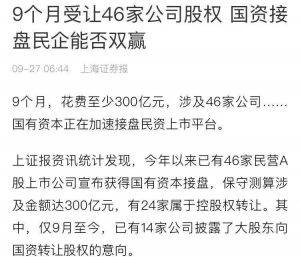 9个月受让46家公司股权 国资接
盘民企能否双赢
09-27 06:44 上海证券报
9个月，花费至少300亿元，涉及46家公司……
国有资本正在加速接盘民资上市平台。
上证报资讯统计发现，今年以来已有46家民营A
股上市公司宣布获得国有资本接盘，保守测算涉
及金额达300亿元，有24家属于控股权转让。其
中，仅9月至今，已有14家公司披露了大股东向
国资转让股权的意向。